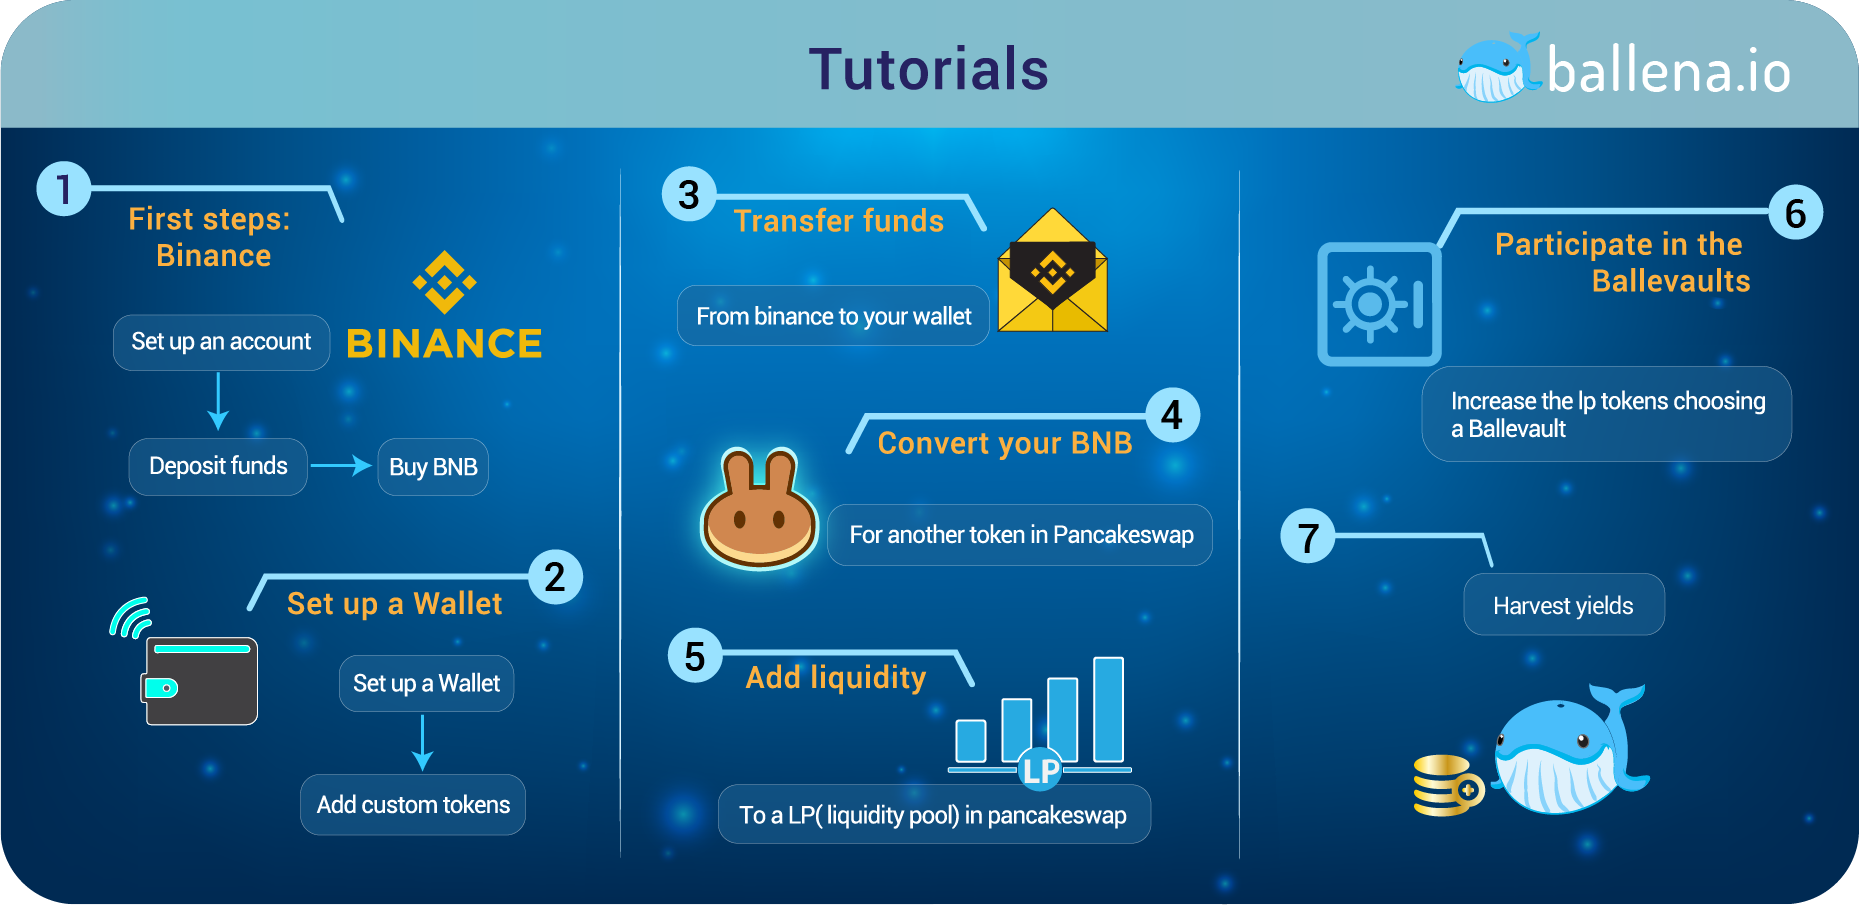 Tutorials
ballena.io
1
First steps:
Binance
BINANCE
Set up an account
Deposit funds
Buy BNB
2
Set up a Wallet
Set up a Wallet
Add custom tokens
3
Transfer funds
From binance to your wallet
4
Convert your BNB
For another token in Pancakeswap
5
Add liquidity
LP
To a LP( liquidity pool) in pancakeswap
6
Participate in the
Ballevaults
Increase the lp tokens choosing
a Ballevault
7
Harvest yields